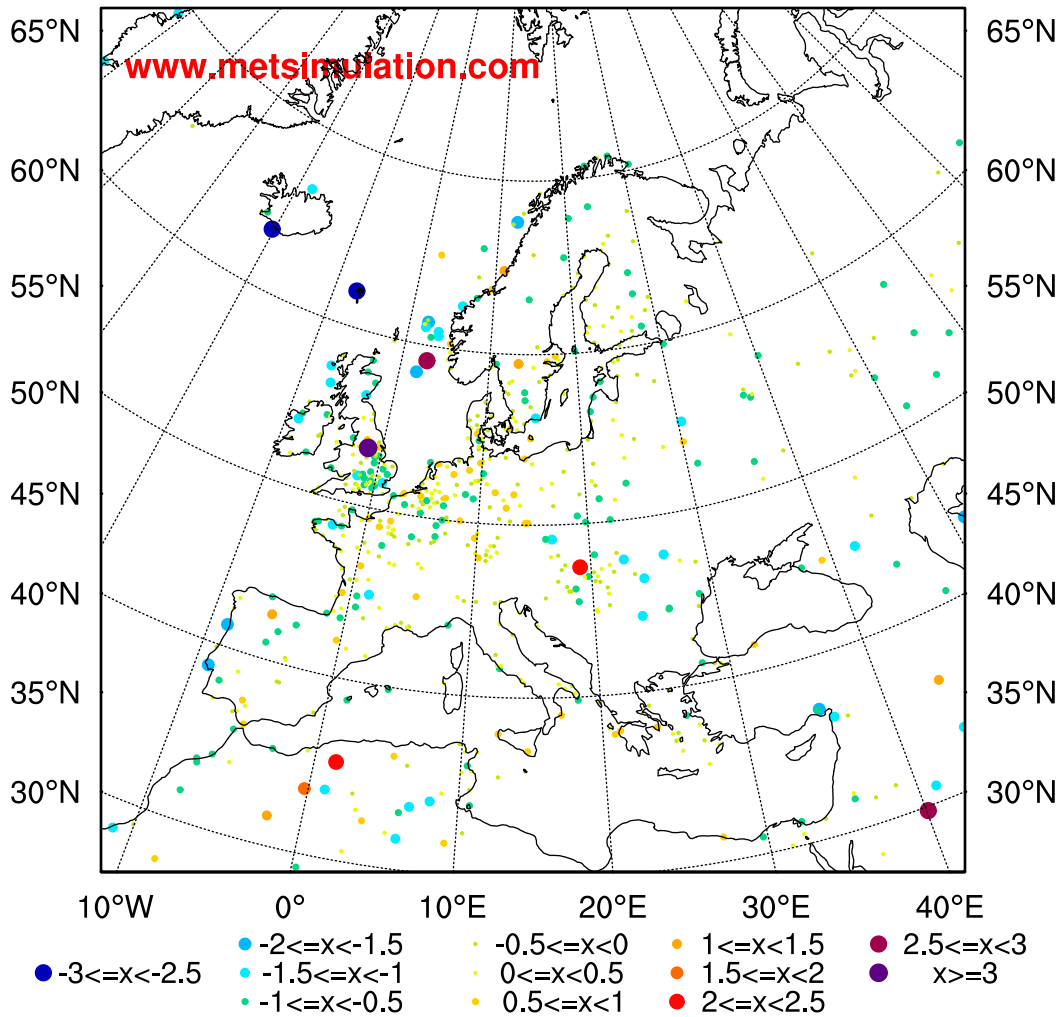 65°N 65°N
www.metsimulation.com
60°N 60°N
55°N 55°N
50°N 50°N
45°N 45°N
40°N 40°N
35°N 35°N
30°N 30°N
10°W 0° 10°E 20°E 30°E 40°E
-2<=x<-1.5 -0.5<=x<0 1<=x<1.5 2.5<=x<3
-3<=x<-2.5 -1.5<=x<-1 0<=x<0.5 1.5<=x<2 x>=3
-1<=x<-0.5 0.5<=x<1 2<=x<2.5